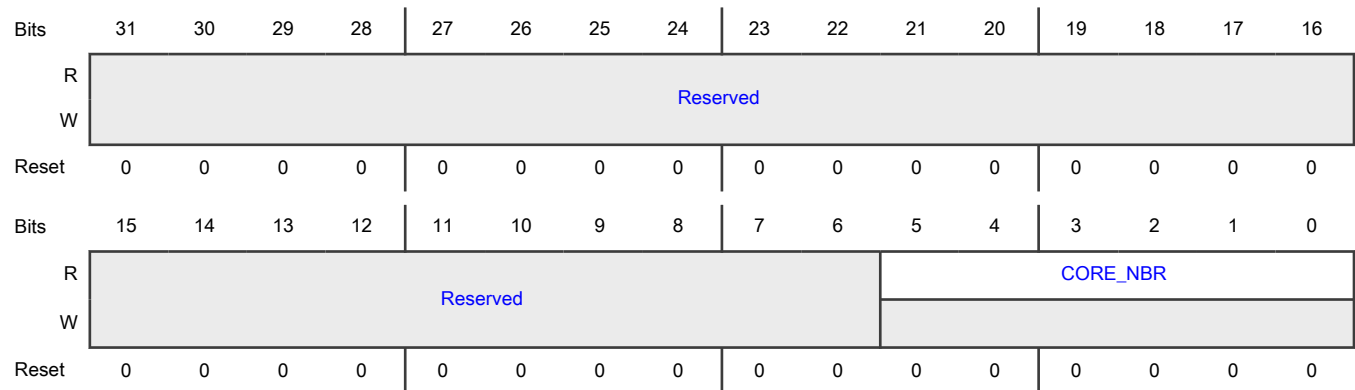 Bits 31 30 29 28 27 26 25 24 23 22 21 20 19 18 17 16
R
Reserved
W
Reset 0 0 0 0 0 0 0 0 0 0 0 0 0 0 0 0
Bits 15 14 13 12 11 10 9 8 7 6 5 4 3 2 1 0
R CORE_NBR
Reserved
W
Reset 0 0 0 0 0 0 0 0 0 0 0 0 0 0 0 0